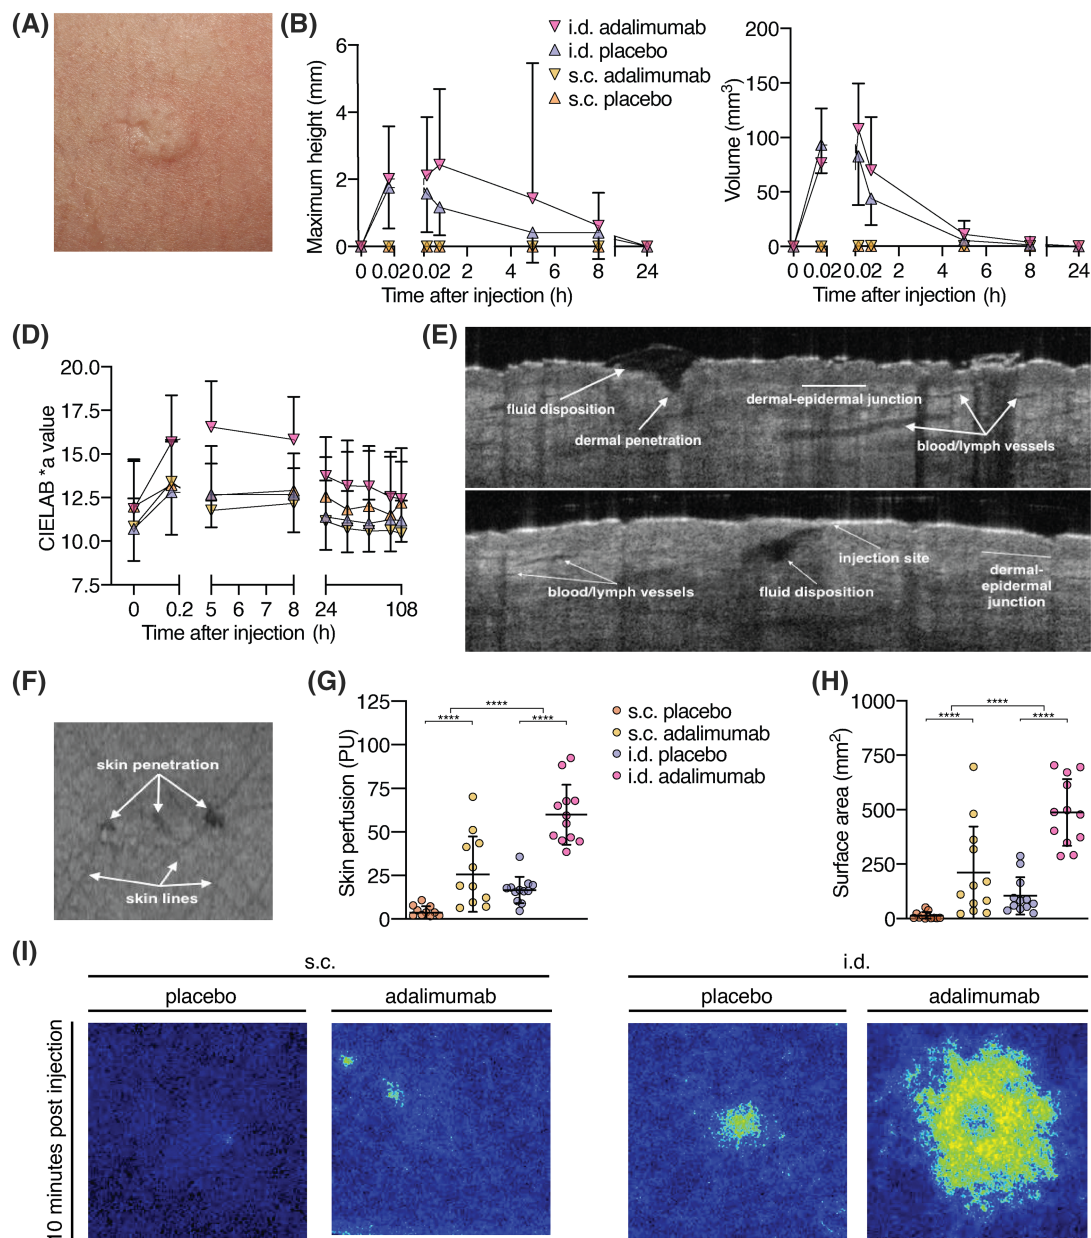 (A)
(B)
i.d. adalimumab
i.d. placebo
s.c. adalimumab
s.c. placebo
Maximum height (mm)
6
4
2
0
0 0.02 0.02 2 4 6 8 24
Time after injection (h)
Volume (mm3)
200
150
100
50
0
0 0.02 0.02 2 4 6 8 24
Time after injection (h)
(D)
CIELAB *a value
20.0
17.5
15.0
12.5
10.0
7.5
0 0.2 5 6 7 8 24 108
Time after injection (h)
(E)
fluid disposition
dermal penetration
dermal-epidermal junction
blood/lymph vessels
injection site
blood/lymph vessels
fluid disposition
dermal-
epidermal
junction
(F)
skin penetration
skin lines
(G)
Skin perfusion (PU)
125
100
75
50
25
0
****
**** ****
s.c. placebo
s.c. adalimumab
i.d. placebo
i.d. adalimumab
(H)
Surface area (mm2)
1000
750
500
250
0
****
**** ****
(I)
s.c. i.d.
placebo adalimumab placebo adalimumab
10 minutes post injection